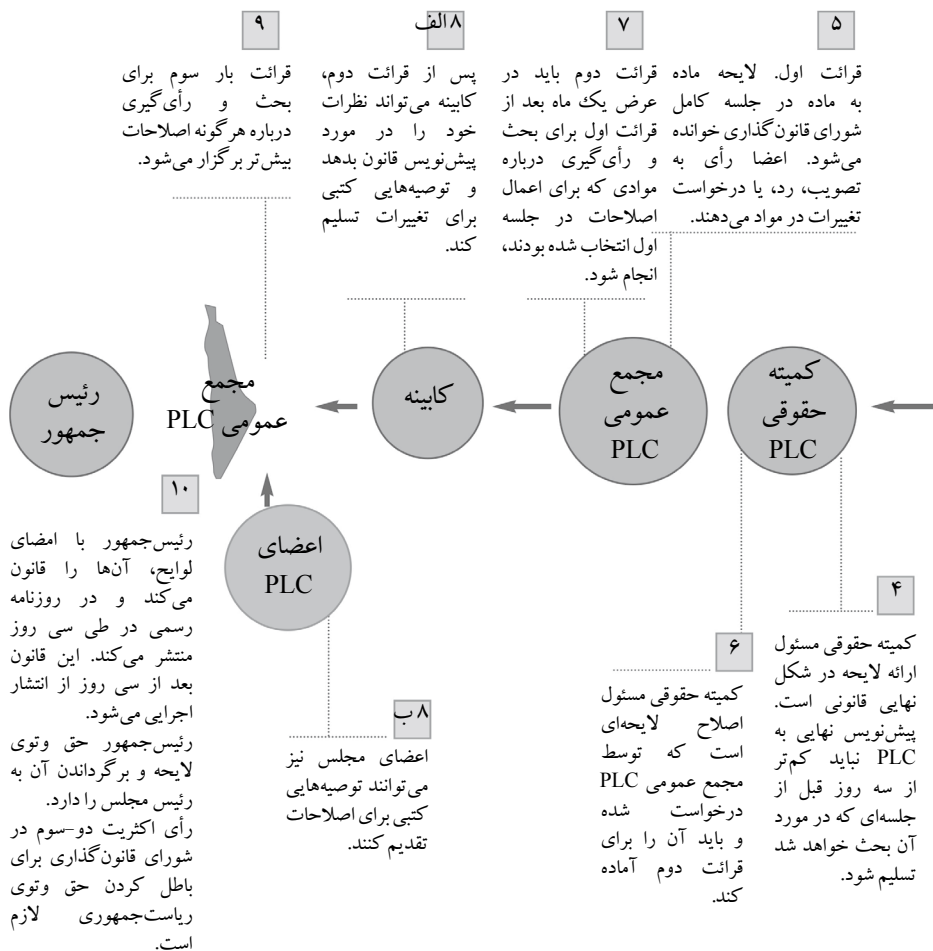 ۵
قرائت اول. لایحه ماده
به ماده در جلسه کامل
شورای قانون‌گذاری خوانده
می‌شود. اعضا رأی به
تصویب، رد، یا درخواست
تغییرات در مواد می‌دهند.
۷
قرائت دوم باید در
عرض یک ماه بعد از
قرائت اول برای بحث
و رأی‌گیری درباره
موادی که برای اعمال
اصلاحات در جلسه
اول انتخاب شده بودند،
انجام شود.
۸الف
پس از قرائت دوم،
کابینه می‌تواند نظرات
خود را در مورد
پیش‌نویس قانون بدهد
و توصیه‌هایی کتبی
برای تغییرات تسلیم
کند.
۹
قرائت بار سوم برای
بحث و رأی‌گیری
درباره هرگونه اصلاحات
بیش‌تر برگزار می‌شود.
کمیته
حقوقی
PLC
مجمع
عمومی
PLC
کابینه
مجمع
عمومی PLC
رئیس
جمهور
اعضای
PLC
۴
کمیته حقوقی مسئول
ارائه لایحه در شکل
نهایی قانونی است.
پیش‌نویس نهایی به
PLC نباید کم‌تر
از سه روز قبل از
جلسه‌ای که در مورد
آن بحث خواهد شد
تسلیم شود.
۶
کمیته حقوقی مسئول
اصلاح لایحه‌ای
است که توسط
مجمع عمومی PLC
درخواست شده
و باید آن را برای
قرائت دوم آماده
کند.
۸ب
اعضای مجلس نیز
می‌توانند توصیه‌هایی
کتبی برای اصلاحات
تقدیم کنند.
۱۰
رئیس‌جمهور با امضای
لوایح، آن‌ها را قانون
می‌کند و در روزنامه
رسمی در طی سی روز
منتشر می‌کند. این قانون
بعد از سی روز از انتشار
اجرایی می‌شود.
رئیس‌جمهور حق وتوی
لایحه و برگرداندن آن به
رئیس مجلس را دارد.
رأی اکثریت دو-سوم در
شورای قانون‌گذاری برای
باطل کردن حق وتوی
ریاست‌جمهوری لازم
است.